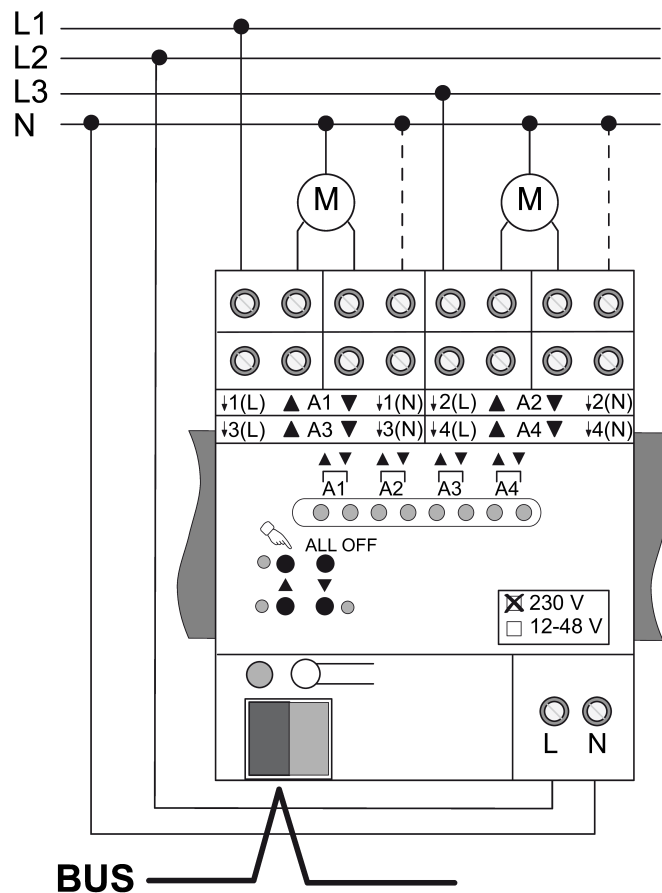 L1
L2
L3
N
M M
↓1(L) ▲ A1 ▼ ↓1(N) ↓2(L) ▲ A2 ▼ ↓2(N)
↓3(L) ▲ A3 ▼ ↓3(N) ↓4(L) ▲ A4 ▼ ↓4(N)
▲ ▼ ▲ ▼ ▲ ▼ ▲ ▼
A1 A2 A3 A4
ALL OFF
▲ ▼
230 V
12-48 V
L N
BUS